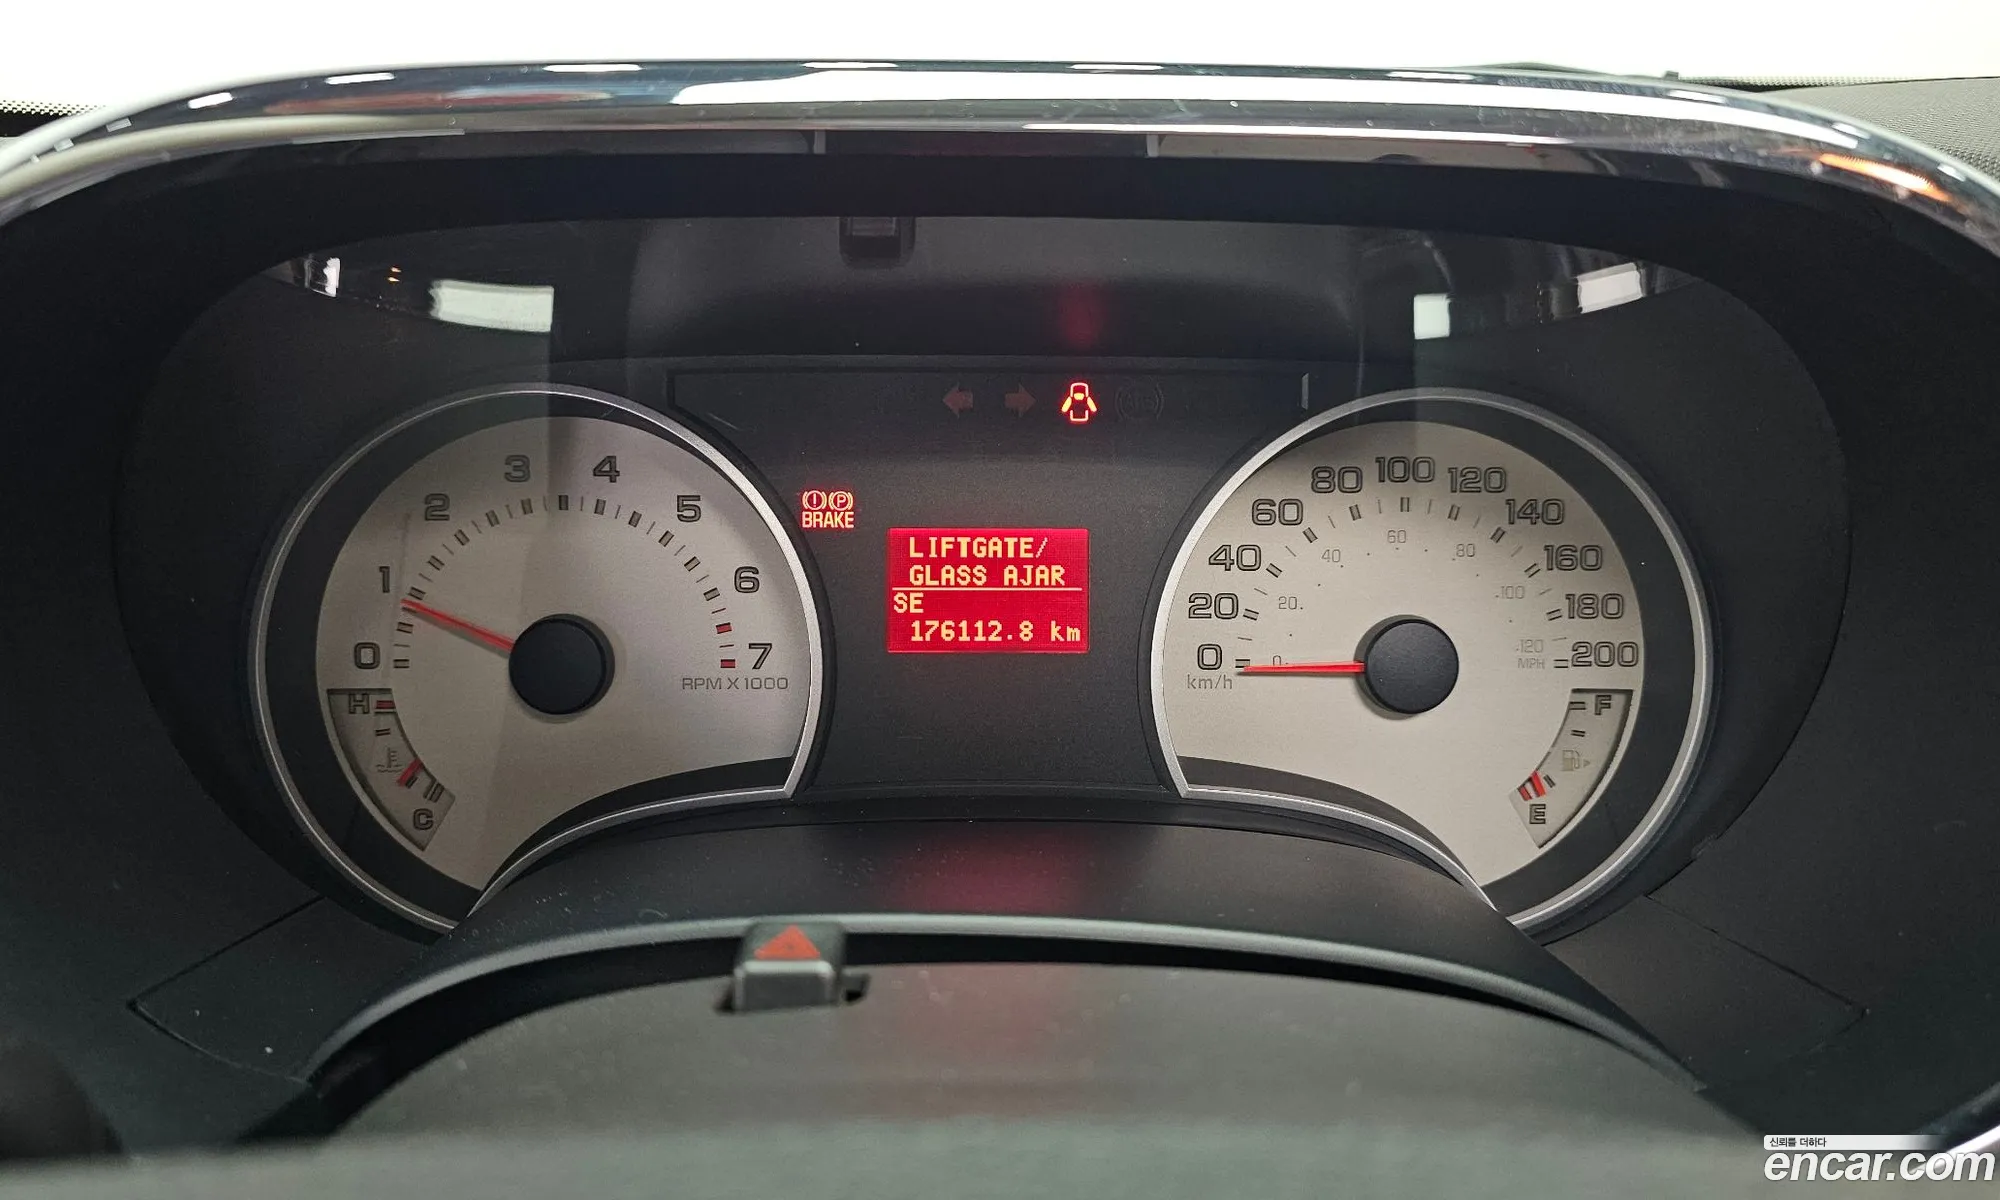 BRAKE
LIFTGATE/
GLASS AJAR
SE
176112.8 km
0 1 2 3 4 5 6 7
RPM X 1000
H
C
0 20 40 60 80 100 120 140 160 180 200
km/h
0 20 40 60 80 100 120
MPH
F
E
신뢰를 더하다
encar.com